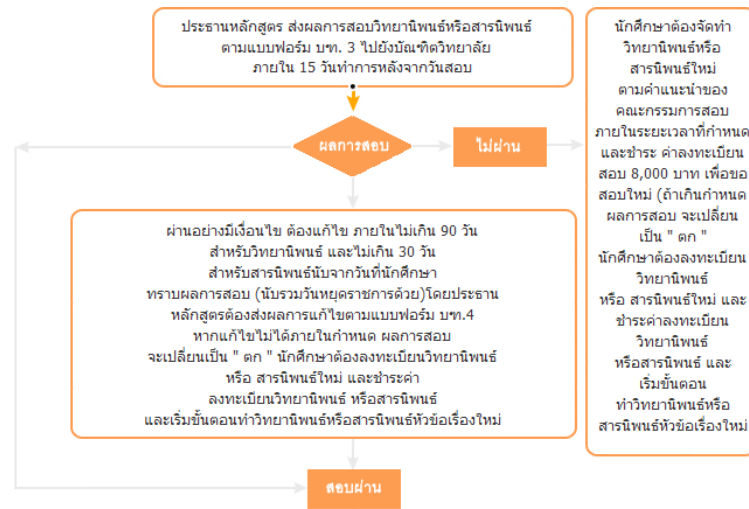 ประธานหลักสูตร ส่งผลการสอบวิทยานิพนธ์หรือสารนิพนธ์
ตามแบบฟอร์ม บฑ. 3 ไปยังบัณฑิตวิทยาลัย
ภายใน 15 วันทำการหลังจากวันสอบ
ผลการสอบ
ไม่ผ่าน
นักศึกษาต้องจัดทำ
วิทยานิพนธ์หรือ
สารนิพนธ์ใหม่
ตามคำแนะนำของ
คณะกรรมการสอบ
ภายในระยะเวลาที่กำหนด
และชำระ ค่าลงทะเบียน
สอบ 8,000 บาท เพื่อขอ
สอบใหม่ (ถ้าเกินกำหนด
ผลการสอบ จะเปลี่ยน
เป็น " ตก "
นักศึกษาต้องลงทะเบียน
วิทยานิพนธ์
หรือ สารนิพนธ์ใหม่ และ
ชำระค่าลงทะเบียน
วิทยานิพนธ์
หรือสารนิพนธ์ และ
เริ่มขั้นตอน
ทำวิทยานิพนธ์หรือ
สารนิพนธ์หัวข้อเรื่องใหม่
ผ่านอย่างมีเงื่อนไข ต้องแก้ไข ภายในไม่เกิน 90 วัน
สำหรับวิทยานิพนธ์ และไม่เกิน 30 วัน
สำหรับสารนิพนธ์นับจากวันที่นักศึกษา
ทราบผลการสอบ (นับรวมวันหยุดราชการด้วย)โดยประธาน
หลักสูตรต้องส่งผลการแก้ไขตามแบบฟอร์ม บฑ.4
หากแก้ไขไม่ได้ภายในกำหนด ผลการสอบ
จะเปลี่ยนเป็น " ตก " นักศึกษาต้องลงทะเบียนวิทยานิพนธ์
หรือ สารนิพนธ์ใหม่ และชำระค่า
ลงทะเบียนวิทยานิพนธ์ หรือสารนิพนธ์
และเริ่มขั้นตอนทำวิทยานิพนธ์หรือสารนิพนธ์หัวข้อเรื่องใหม่
สอบผ่าน